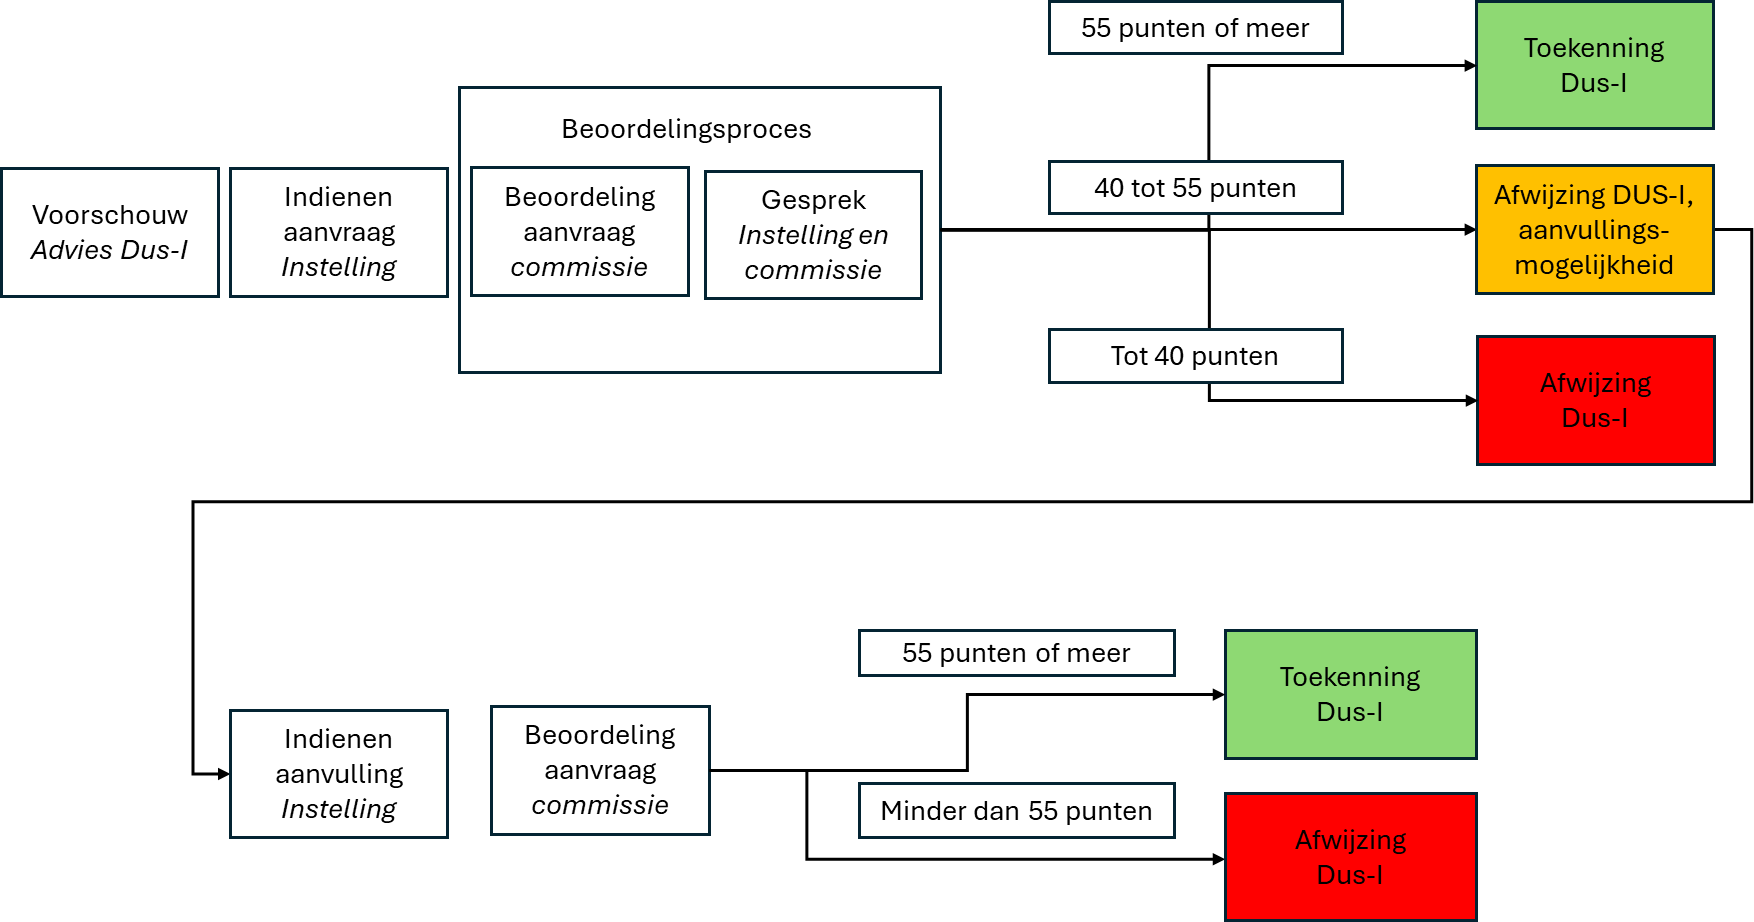 Voorschouw
Advies Dus-I
Indienen
aanvraag
Instelling
Beoordelingsproces
Beoordeling
aanvraag
commissie
Gesprek
Instelling en
commissie
55 punten of meer
Toekenning
Dus-I
40 tot 55 punten
Afwijzing DUS-I,
aanvullings-
mogelijkheid
Tot 40 punten
Afwijzing
Dus-I
Indienen
aanvulling
Instelling
Beoordeling
aanvraag
commissie
55 punten of meer
Toekenning
Dus-I
Minder dan 55 punten
Afwijzing
Dus-I